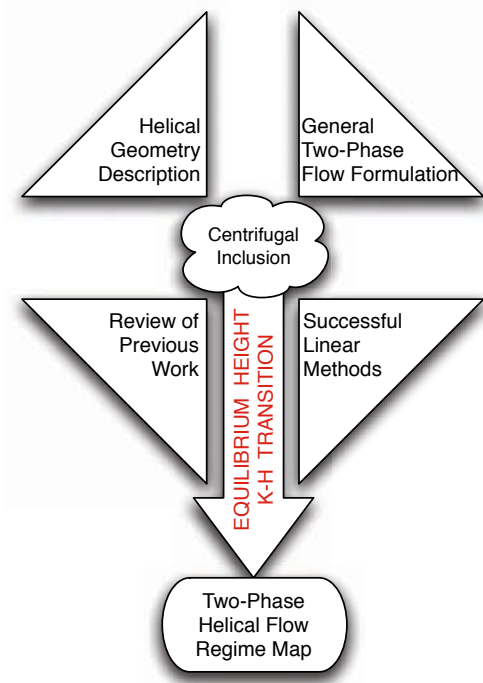 Helical
Geometry
Description
General
Two-Phase
Flow Formulation
Centrifugal
Inclusion
Review of
Previous
Work
Successful
Linear
Methods
EQUILIBRIUM HEIGHT
K-H TRANSITION
Two-Phase
Helical Flow
Regime Map